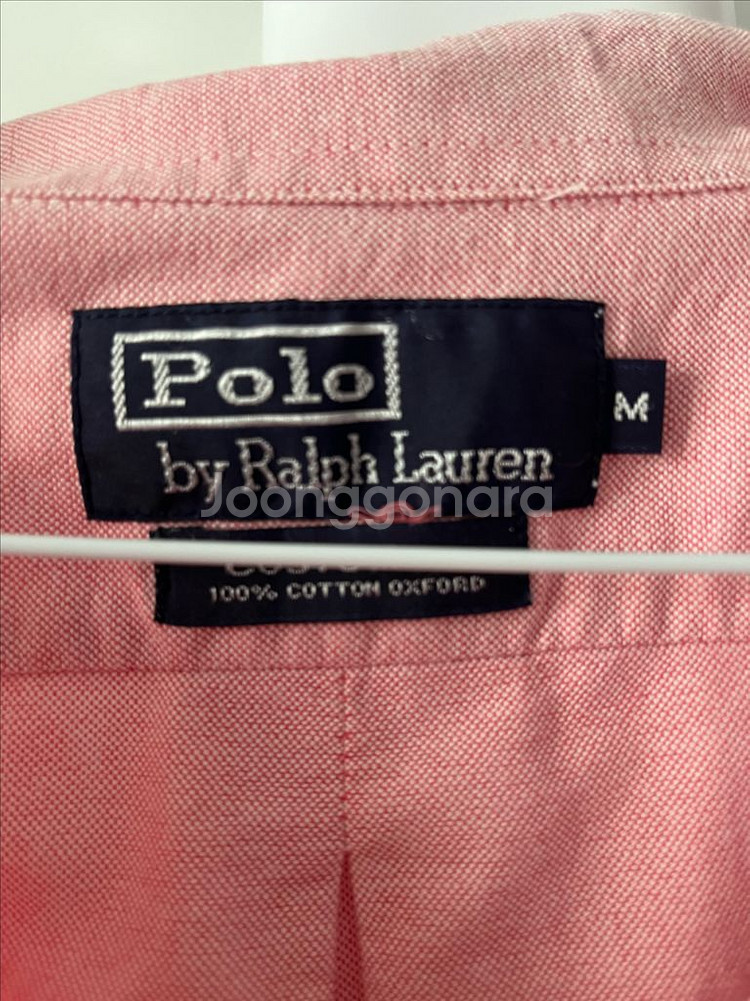 Polo
by Ralph Lauren
M
Joonggonara
100% COTTON OXFORD